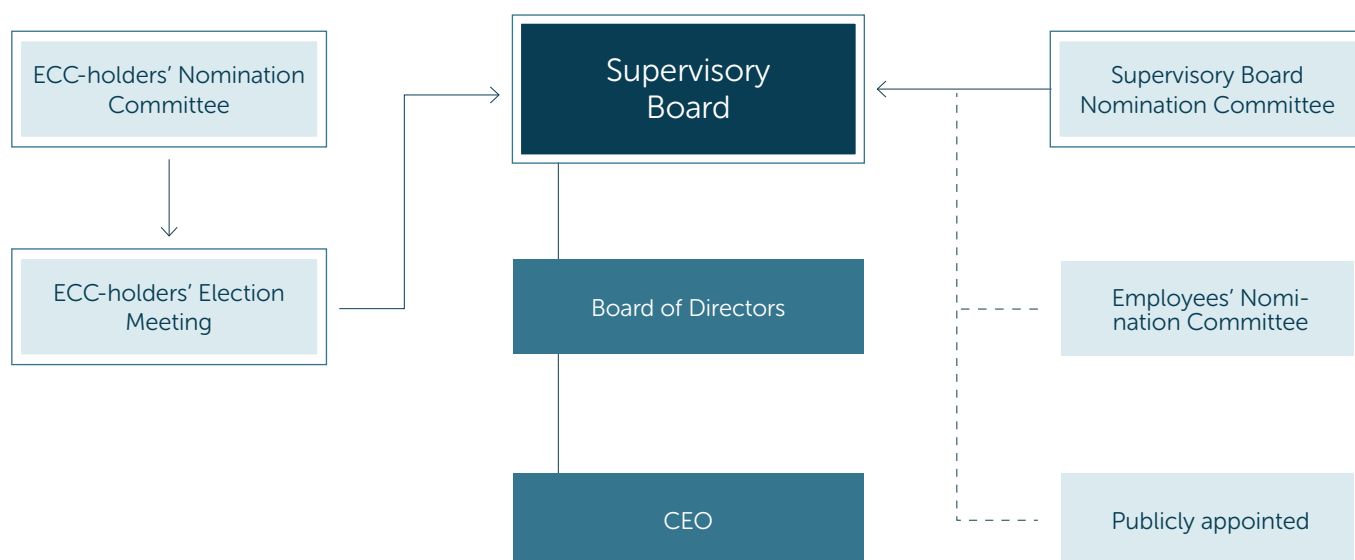 ECC-holders’ Nomination
Committee
Supervisory
Board
Supervisory Board
Nomination Committee
ECC-holders’ Election
Meeting
Board of Directors
Employees’ Nomi-
nation Committee
CEO
Publicly appointed